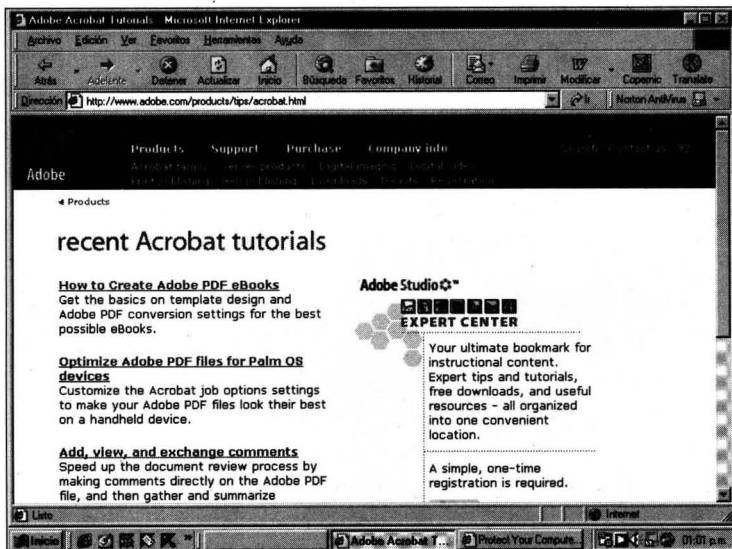 Adobe Acrobat Tutorials - Microsoft Internet Explorer
Archivo Edición Ver Favoritos Herramientas Ayuda
Atrás Adelante Detener Actualizar Inicio Búsqueda Favoritos Historial Correo Imprimir Modificar Copernic Translate
Dirección http://www.adobe.com/products/tips/acrobat.html Ir Norton AntiVirus
Products Support Purchase Company info
Adobe
Products
recent Acrobat tutorials
How to Create Adobe PDF eBooks
Get the basics on template design and
Adobe PDF conversion settings for the best
possible eBooks.
Optimize Adobe PDF files for Palm OS
devices
Customize the Acrobat job options settings
to make your Adobe PDF files look their best
on a handheld device.
Add, view, and exchange comments
Speed up the document review process by
making comments directly on the Adobe PDF
file, and then gather and summarize
Adobe Studio™
EXPERT CENTER
Your ultimate bookmark for
instructional content.
Expert tips and tutorials,
free downloads, and useful
resources – all organized
into one convenient
location.
A simple, one-time
registration is required.
Listo Internet
Inicio Adobe Acrobat T... Protect Your Compute... 01:01 p.m.